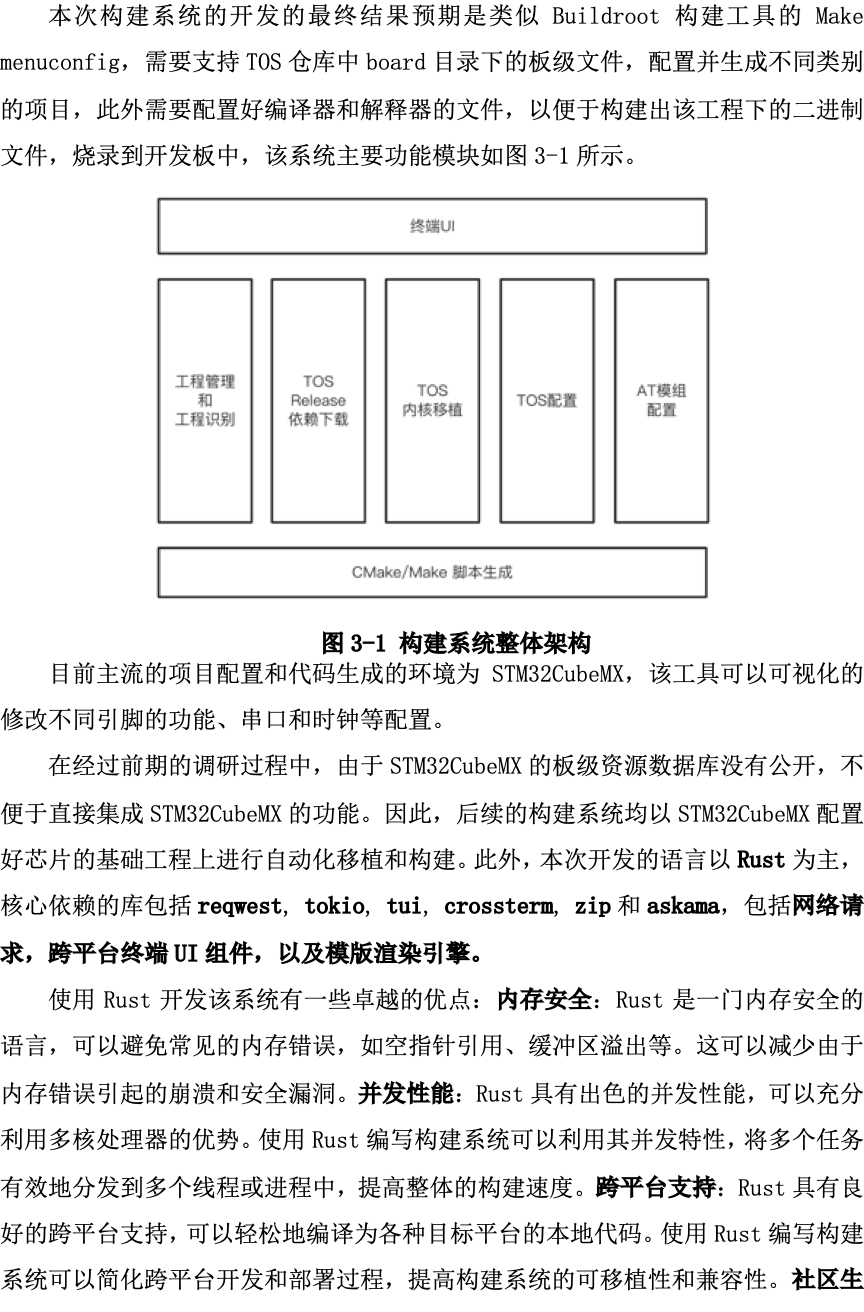 本次构建系统的开发的最终结果预期是类似 Buildroot 构建工具的 Make
menuconfig，需要支持 TOS 仓库中 board 目录下的板级文件，配置并生成不同类别
的项目，此外需要配置好编译器和解释器的文件，以便于构建出该工程下的二进制
文件，烧录到开发板中，该系统主要功能模块如图 3-1 所示。
终端UI
工程管理
和
工程识别
TOS
Release
依赖下载
TOS
内核移植
TOS配置
AT模组
配置
CMake/Make 脚本生成
图 3-1 构建系统整体架构
目前主流的项目配置和代码生成的环境为 STM32CubeMX，该工具可以可视化的
修改不同引脚的功能、串口和时钟等配置。
在经过前期的调研过程中，由于 STM32CubeMX 的板级资源数据库没有公开，不
便于直接集成 STM32CubeMX 的功能。因此，后续的构建系统均以 STM32CubeMX 配置
好芯片的基础工程上进行自动化移植和构建。此外，本次开发的语言以 Rust 为主，
核心依赖的库包括 reqwest, tokio, tui, crossterm, zip 和 askama，包括网络请
求，跨平台终端 UI 组件，以及模版渲染引擎。
使用 Rust 开发该系统有一些卓越的优点：内存安全：Rust 是一门内存安全的
语言，可以避免常见的内存错误，如空指针引用、缓冲区溢出等。这可以减少由于
内存错误引起的崩溃和安全漏洞。并发性能：Rust 具有出色的并发性能，可以充分
利用多核处理器的优势。使用 Rust 编写构建系统可以利用其并发特性，将多个任务
有效地分发到多个线程或进程中，提高整体的构建速度。跨平台支持：Rust 具有良
好的跨平台支持，可以轻松地编译为各种目标平台的本地代码。使用 Rust 编写构建
系统可以简化跨平台开发和部署过程，提高构建系统的可移植性和兼容性。社区生